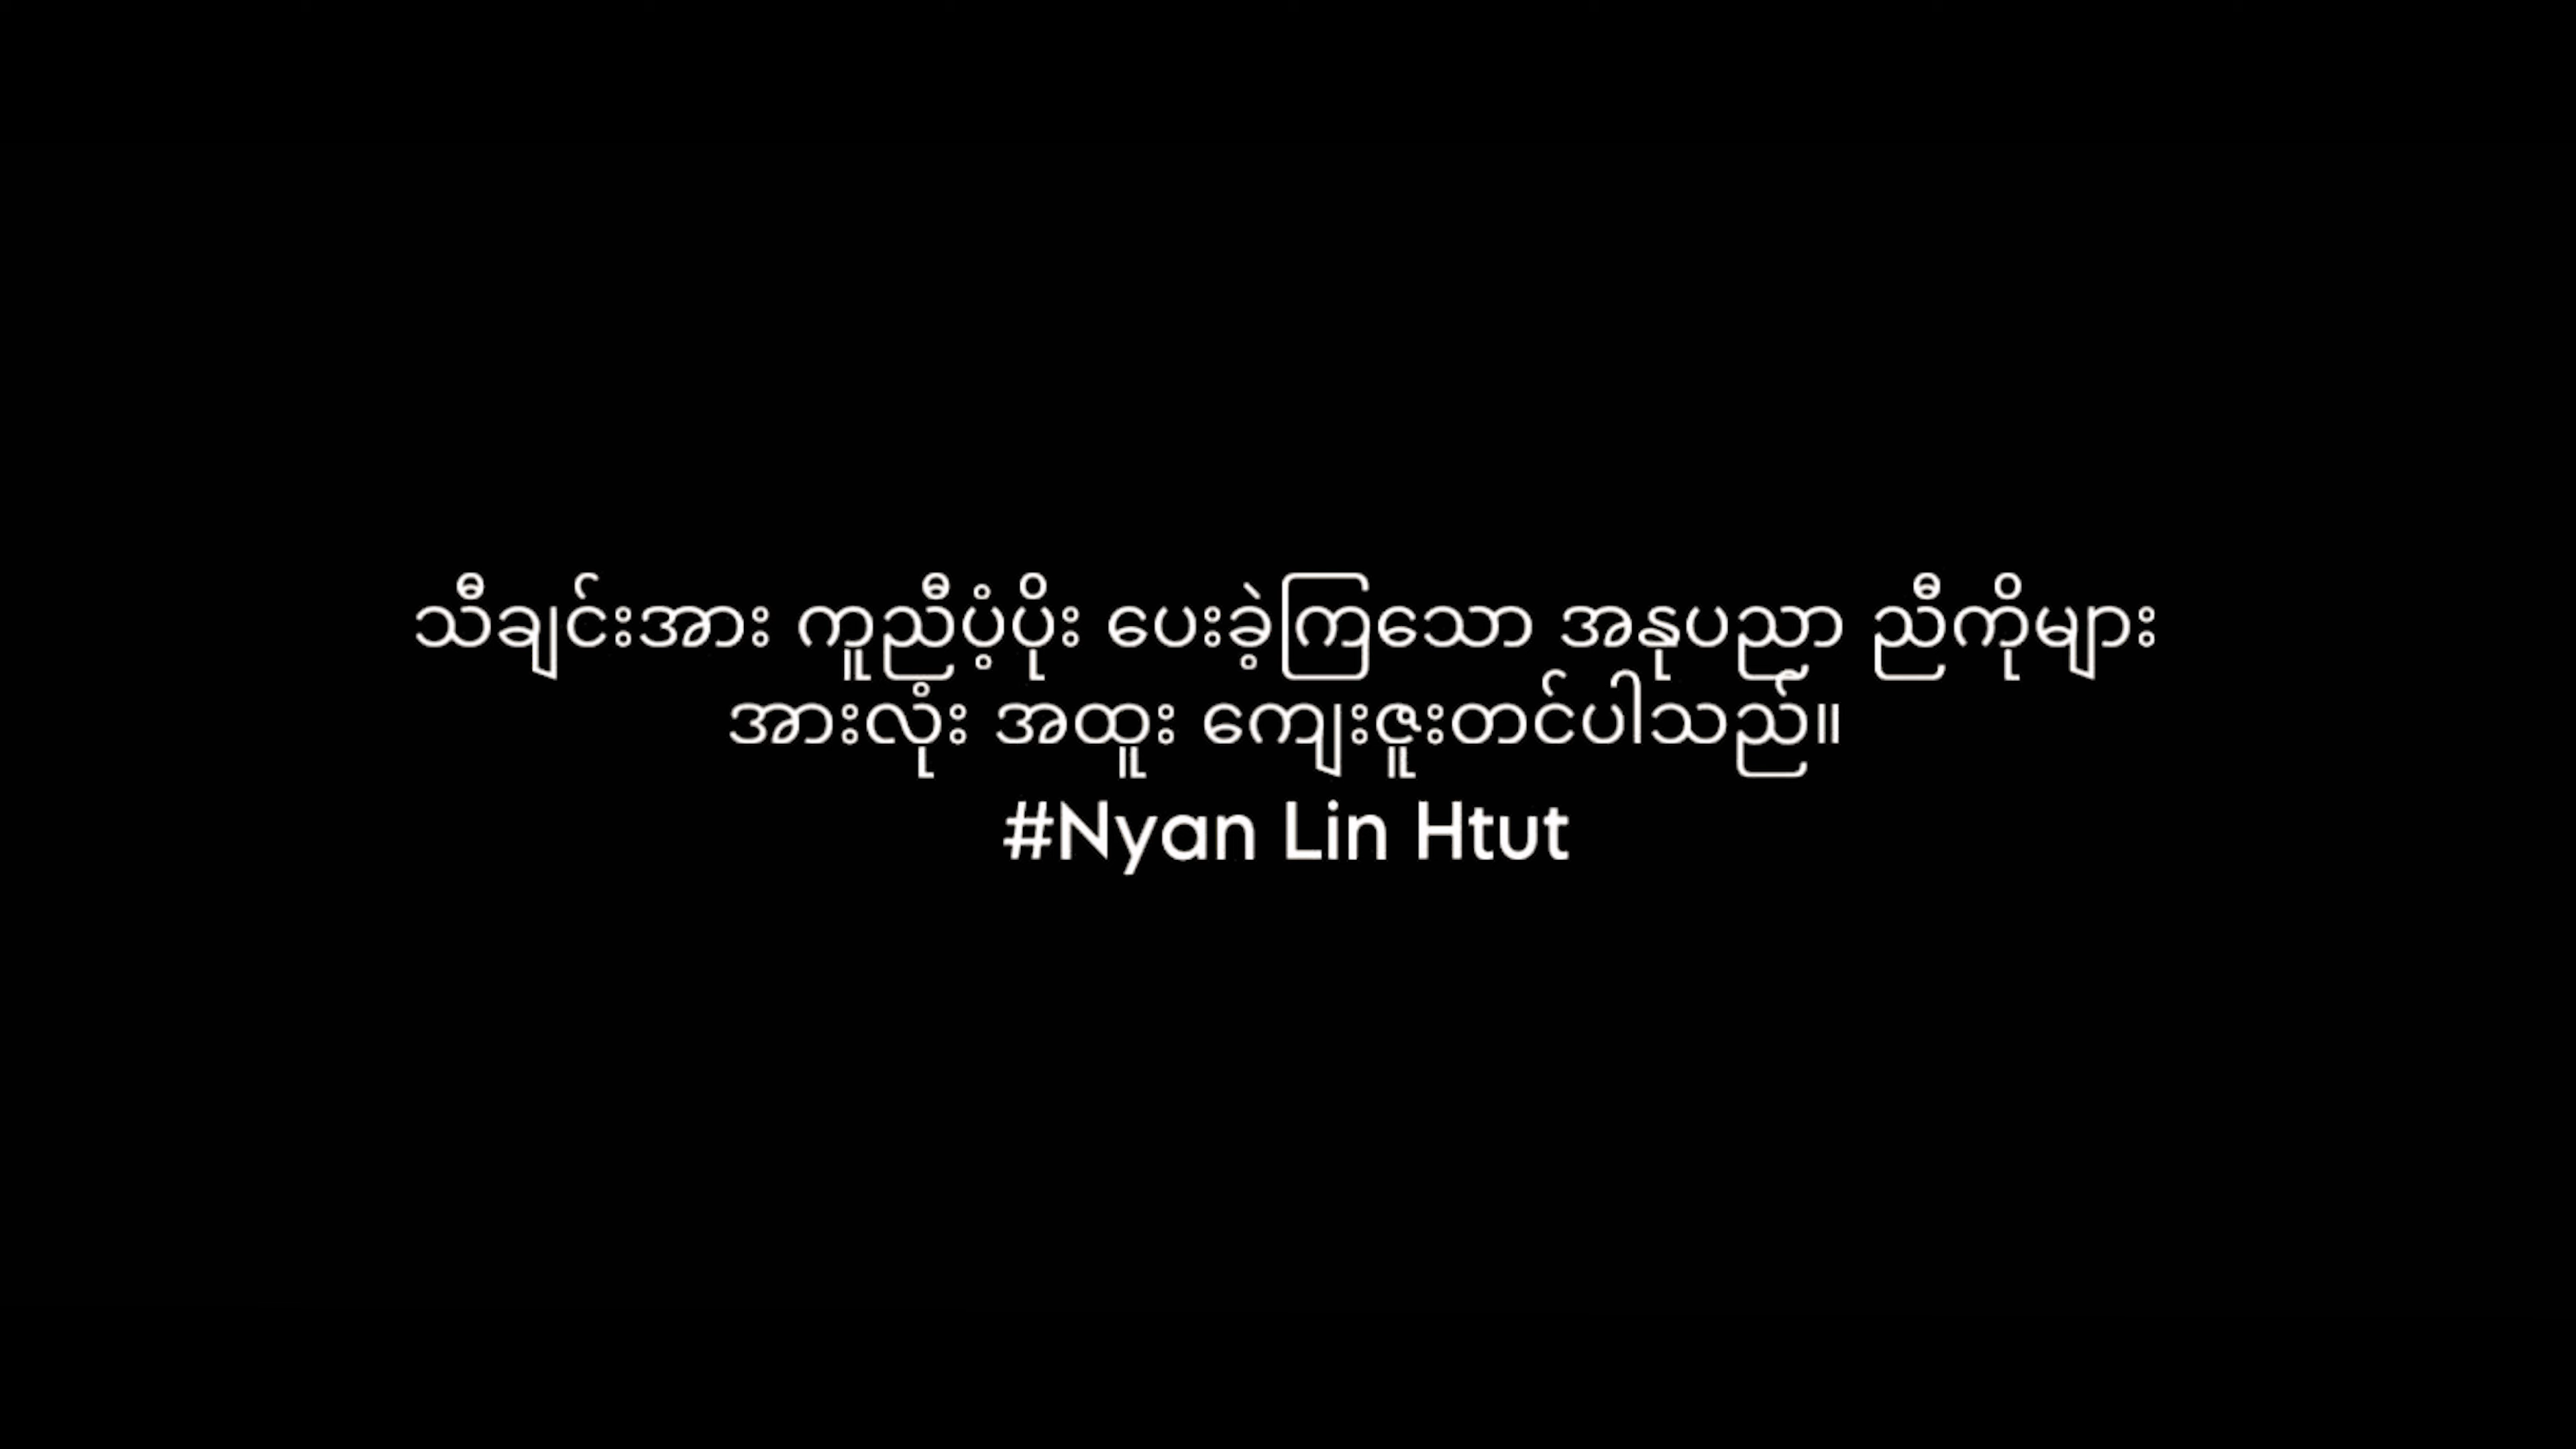 သီချင်းအား ကူညီပံ့ပိုး ပေးခဲ့ကြသော အနုပညာ ညီကိုများ
အားလုံး အထူး ကျေးဇူးတင်ပါသည်။
#Nyan Lin Htut